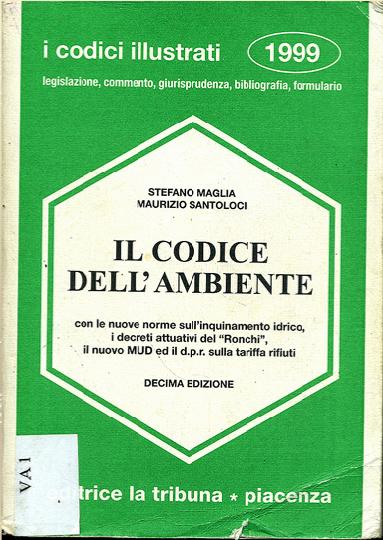 i codici illustrati 1999
legislazione, commento, giurisprudenza, bibliografia, formulario
STEFANO MAGLIA
MAURIZIO SANTOLOCI
IL CODICE
DELL'AMBIENTE
con le nuove norme sull'inquinamento idrico,
i decreti attuativi del "Ronchi",
il nuovo MUD ed il d.p.r. sulla tariffa rifiuti
DECIMA EDIZIONE
VA1
editrice la tribuna * piacenza